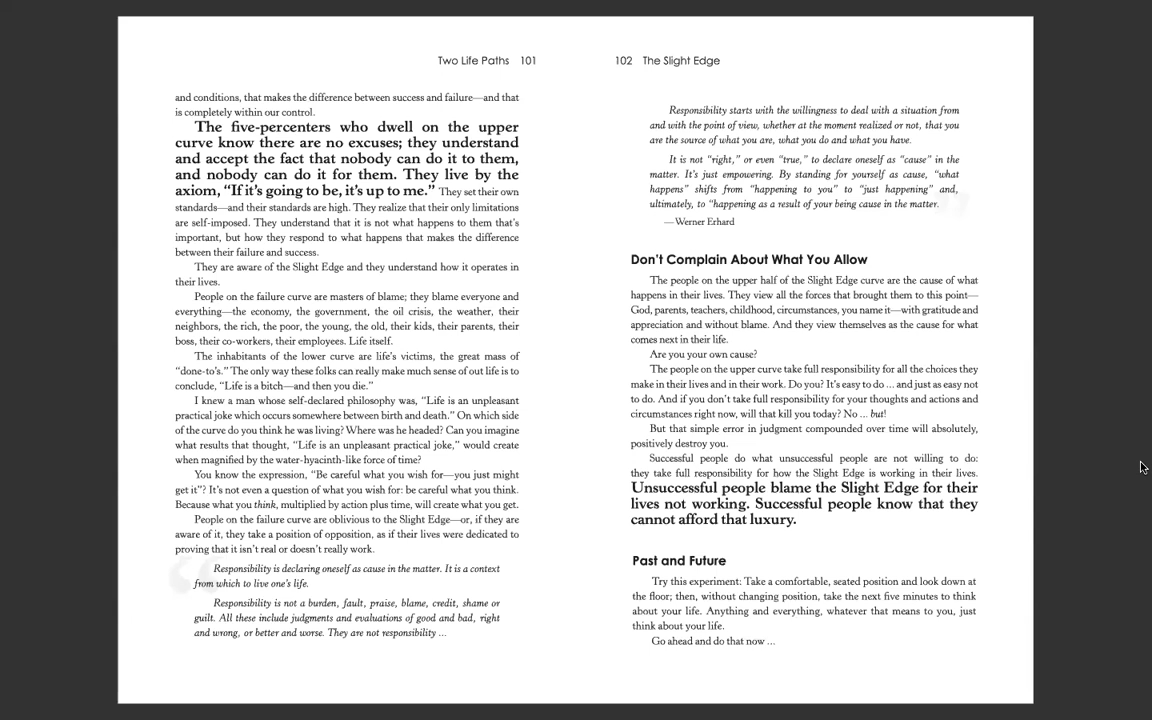 Two Life Paths 101
and conditions, that makes the difference between success and failure—and that
is completely within our control.
The five-percenters who dwell on the upper
curve know there are no excuses; they understand
and accept the fact that nobody can do it to them,
and nobody can do it for them. They live by the
axiom, “If it’s going to be, it’s up to me.” They set their own
standards—and their standards are high. They realize that their only limitations
are self-imposed. They understand that it is not what happens to them that’s
important, but how they respond to what happens that makes the difference
between their failure and success.
They are aware of the Slight Edge and they understand how it operates in
their lives.
People on the failure curve are masters of blame; they blame everyone and
everything—the economy, the government, the oil crisis, the weather, their
neighbors, the rich, the poor, the young, the old, their kids, their parents, their
boss, their co-workers, their employees. Life itself.
The inhabitants of the lower curve are life’s victims, the great mass of
“done-to’s.” The only way these folks can really make much sense of out life is to
conclude, “Life is a bitch—and then you die.”
I knew a man whose self-declared philosophy was, “Life is an unpleasant
practical joke which occurs somewhere between birth and death.” On which side
of the curve do you think he was living? Where was he headed? Can you imagine
what results that thought, “Life is an unpleasant practical joke,” would create
when magnified by the water-hyacinth-like force of time?
You know the expression, “Be careful what you wish for—you just might
get it”? It’s not even a question of what you wish for: be careful what you think.
Because what you think, multiplied by action plus time, will create what you get.
People on the failure curve are oblivious to the Slight Edge—or, if they are
aware of it, they take a position of opposition, as if their lives were dedicated to
proving that it isn’t real or doesn’t really work.
Responsibility is declaring oneself as cause in the matter. It is a context
from which to live one’s life.
Responsibility is not a burden, fault, praise, blame, credit, shame or
guilt. All these include judgments and evaluations of good and bad, right
and wrong, or better and worse. They are not responsibility ...
102 The Slight Edge
Responsibility starts with the willingness to deal with a situation from
and with the point of view, whether at the moment realized or not, that you
are the source of what you are, what you do and what you have.
It is not “right,” or even “true,” to declare oneself as “cause” in the
matter. It’s just empowering. By standing for yourself as cause, “what
happens” shifts from “happening to you” to “just happening” and,
ultimately, to “happening as a result of your being cause in the matter.
—Werner Erhard
Don’t Complain About What You Allow
The people on the upper half of the Slight Edge curve are the cause of what
happens in their lives. They view all the forces that brought them to this point—
God, parents, teachers, childhood, circumstances, you name it—with gratitude and
appreciation and without blame. And they view themselves as the cause for what
comes next in their life.
Are you your own cause?
The people on the upper curve take full responsibility for all the choices they
make in their lives and in their work. Do you? It’s easy to do ... and just as easy not
to do. And if you don’t take full responsibility for your thoughts and actions and
circumstances right now, will that kill you today? No ... but!
But that simple error in judgment compounded over time will absolutely,
positively destroy you.
Successful people do what unsuccessful people are not willing to do:
they take full responsibility for how the Slight Edge is working in their lives.
Unsuccessful people blame the Slight Edge for their
lives not working. Successful people know that they
cannot afford that luxury.
Past and Future
Try this experiment: Take a comfortable, seated position and look down at
the floor; then, without changing position, take the next five minutes to think
about your life. Anything and everything, whatever that means to you, just
think about your life.
Go ahead and do that now ...